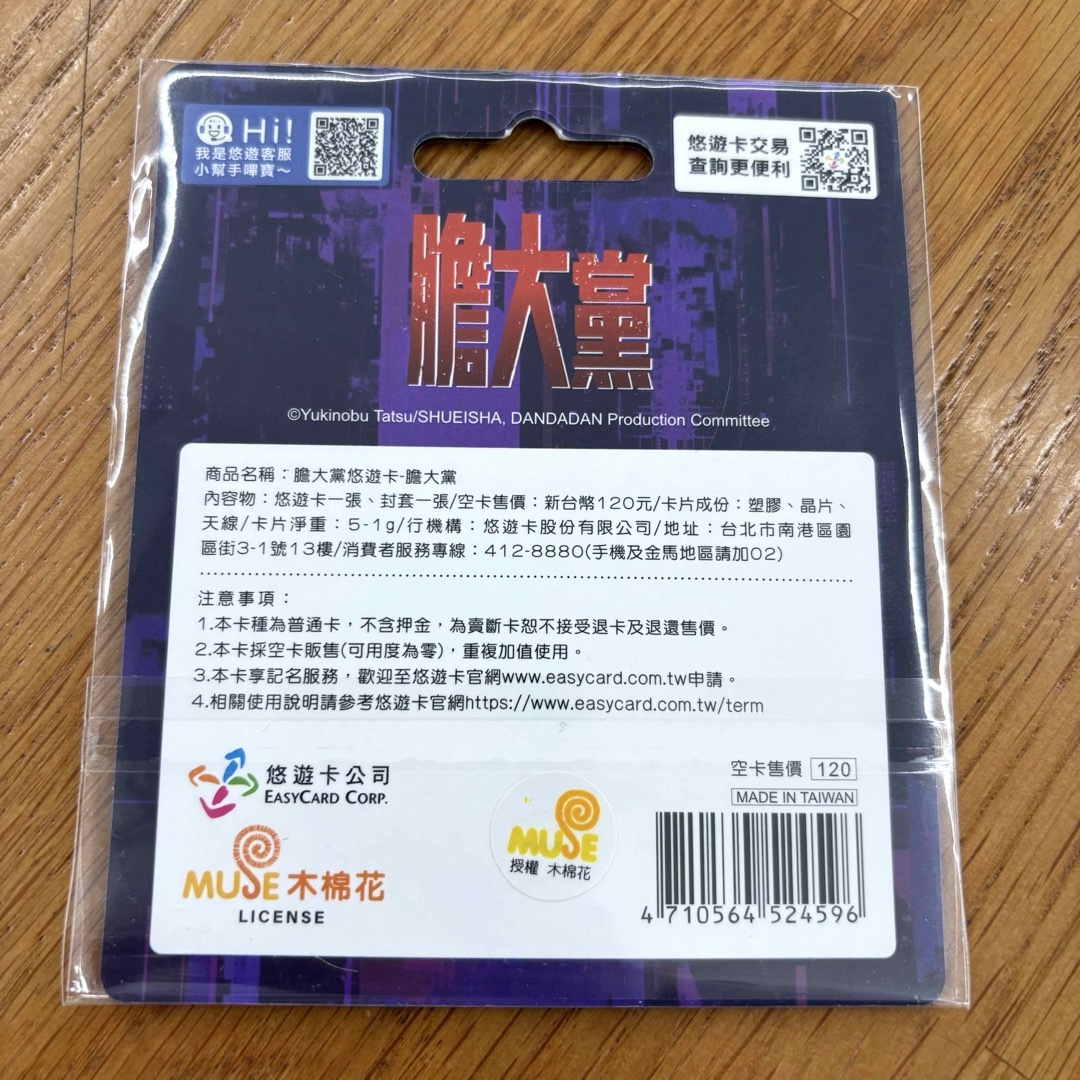 Hi!
我是悠遊客服
小幫手嗶寶～
悠遊卡交易
查詢更便利
膽大黨
©Yukinobu Tatsu/SHUEISHA, DANDADAN Production Committee
商品名稱：膽大黨悠遊卡-膽大黨
內容物：悠遊卡一張、封套一張/空卡售價：新台幣120元/卡片成份：塑膠、晶片、
天線/卡片淨重：5-1g/行機構：悠遊卡股份有限公司/地址：台北市南港區園
區街3-1號13樓/消費者服務專線：412-8880(手機及金馬地區請加02)
注意事項：
1.本卡種為普通卡，不含押金，為賣斷卡恕不接受退卡及退還售價。
2.本卡採空卡販售(可用度為零)，重複加值使用。
3.本卡享記名服務，歡迎至悠遊卡官網www.easycard.com.tw申請。
4.相關使用說明請參考悠遊卡官網https://www.easycard.com.tw/term
悠遊卡公司
EASYCARD CORP.
空卡售價 120
MADE IN TAIWAN
MUSE 木棉花
LICENSE
MUSE
授權 木棉花
4 710564 524596